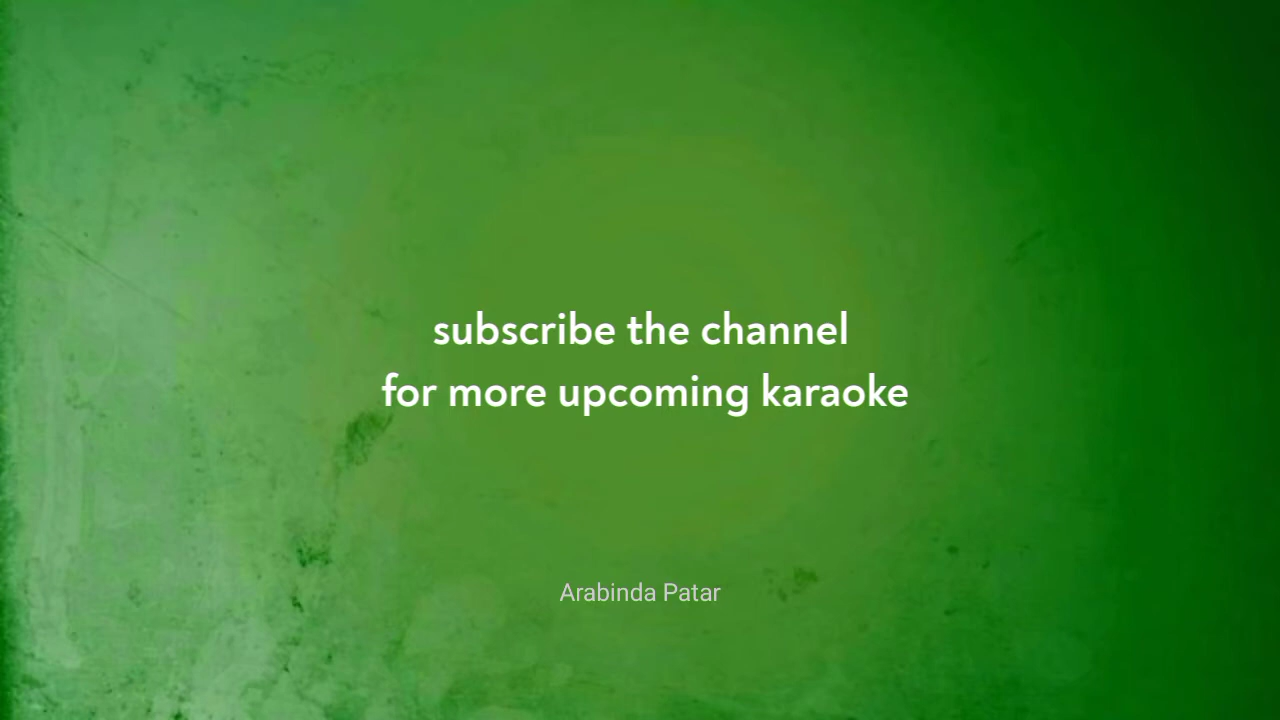 subscribe the channel
for more upcoming karaoke
Arabinda Patar